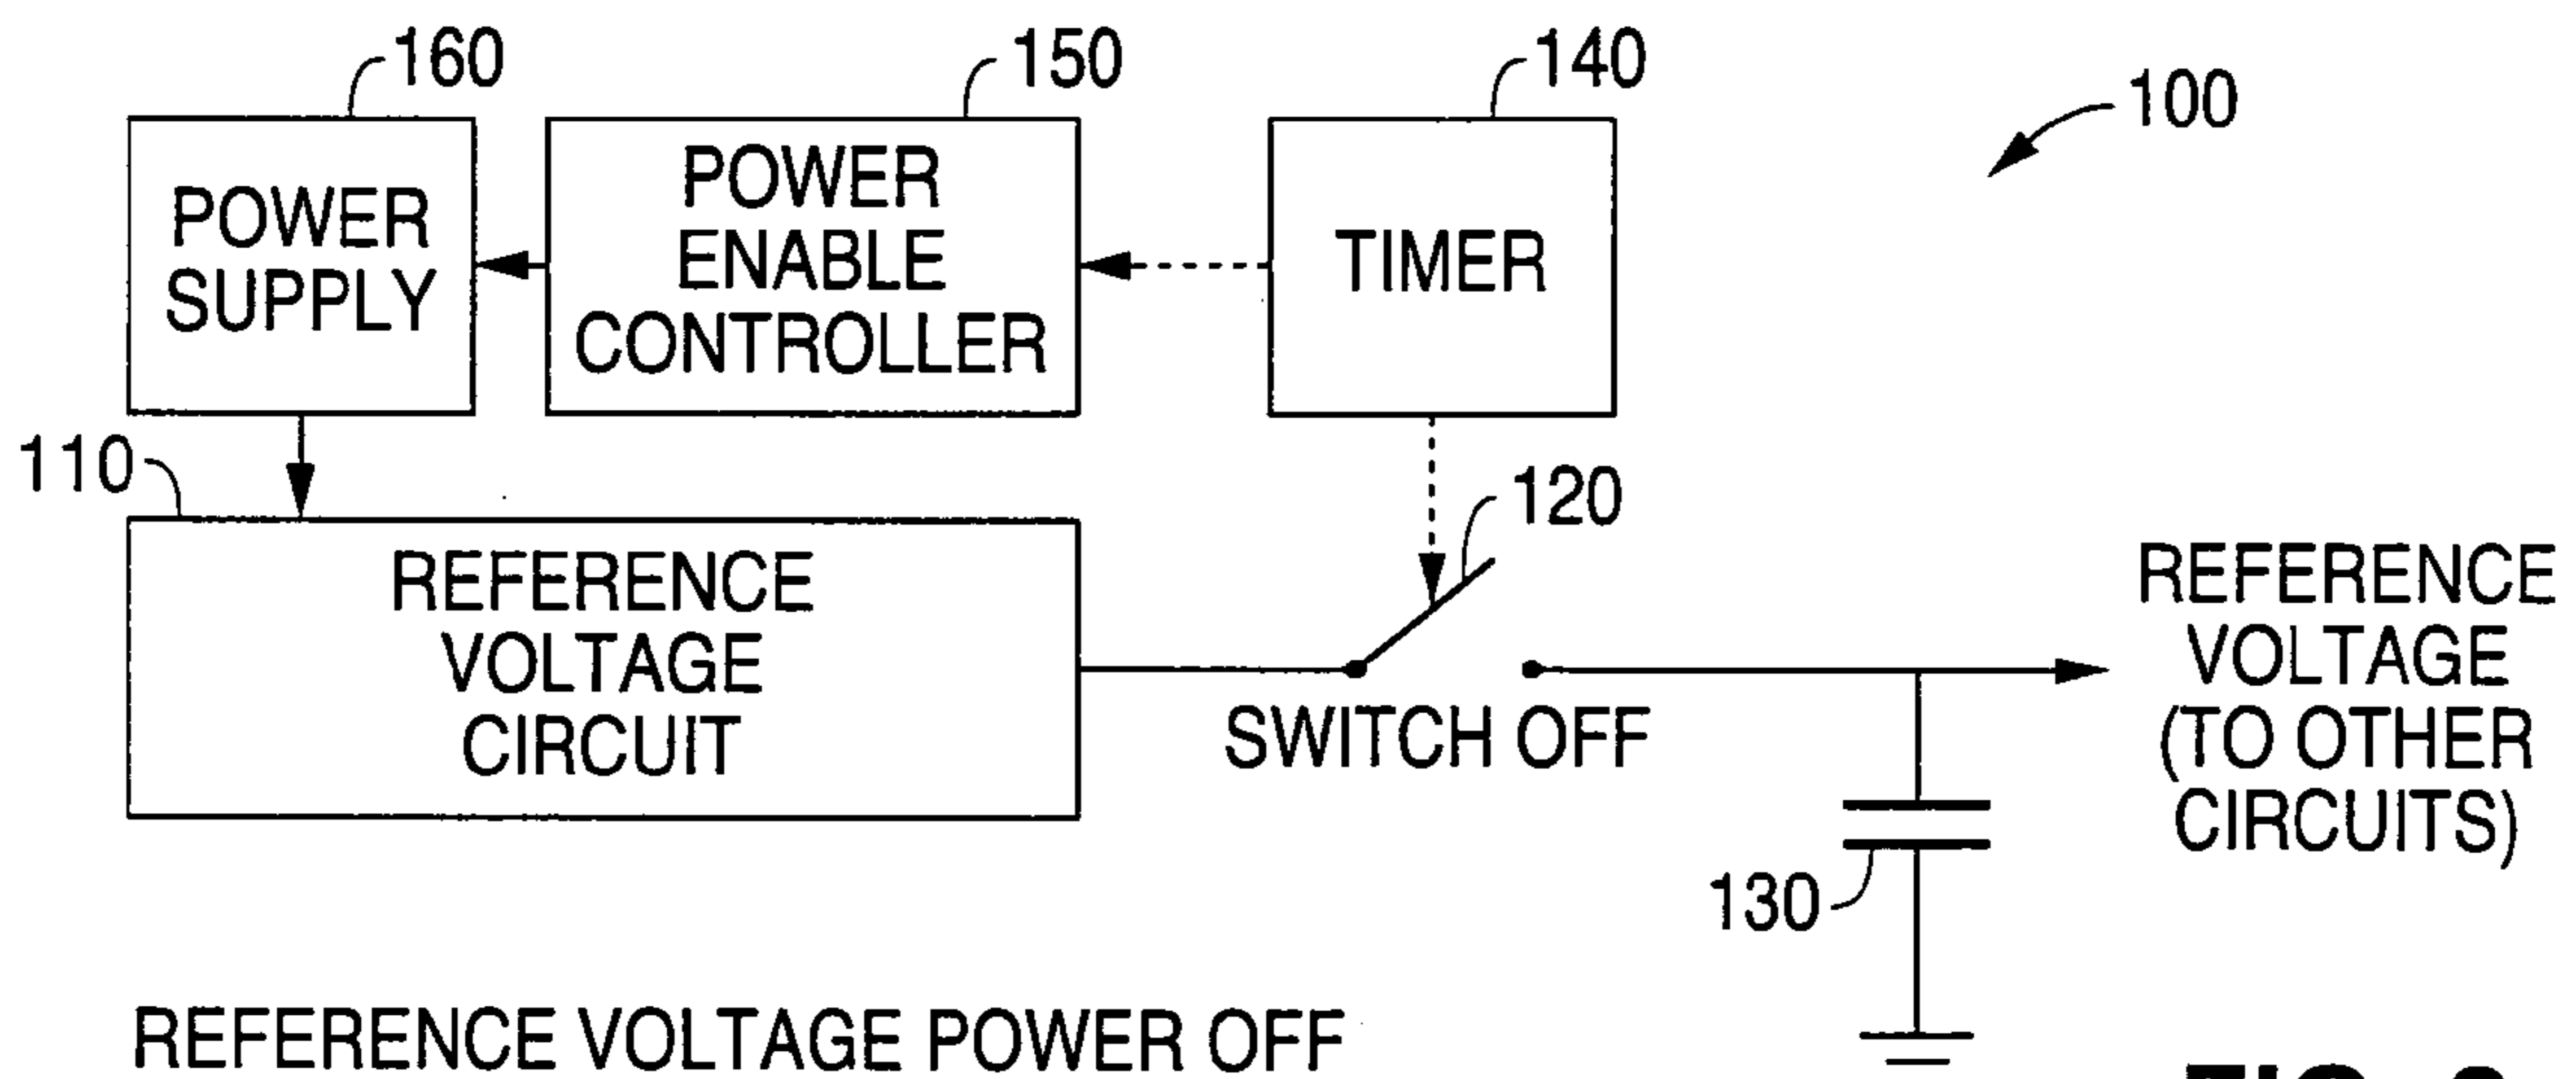 160
150
140
100
POWER
SUPPLY
POWER
ENABLE
CONTROLLER
TIMER
110
120
REFERENCE
VOLTAGE
CIRCUIT
SWITCH OFF
REFERENCE
VOLTAGE
(TO OTHER
CIRCUITS)
130
REFERENCE VOLTAGE POWER OFF